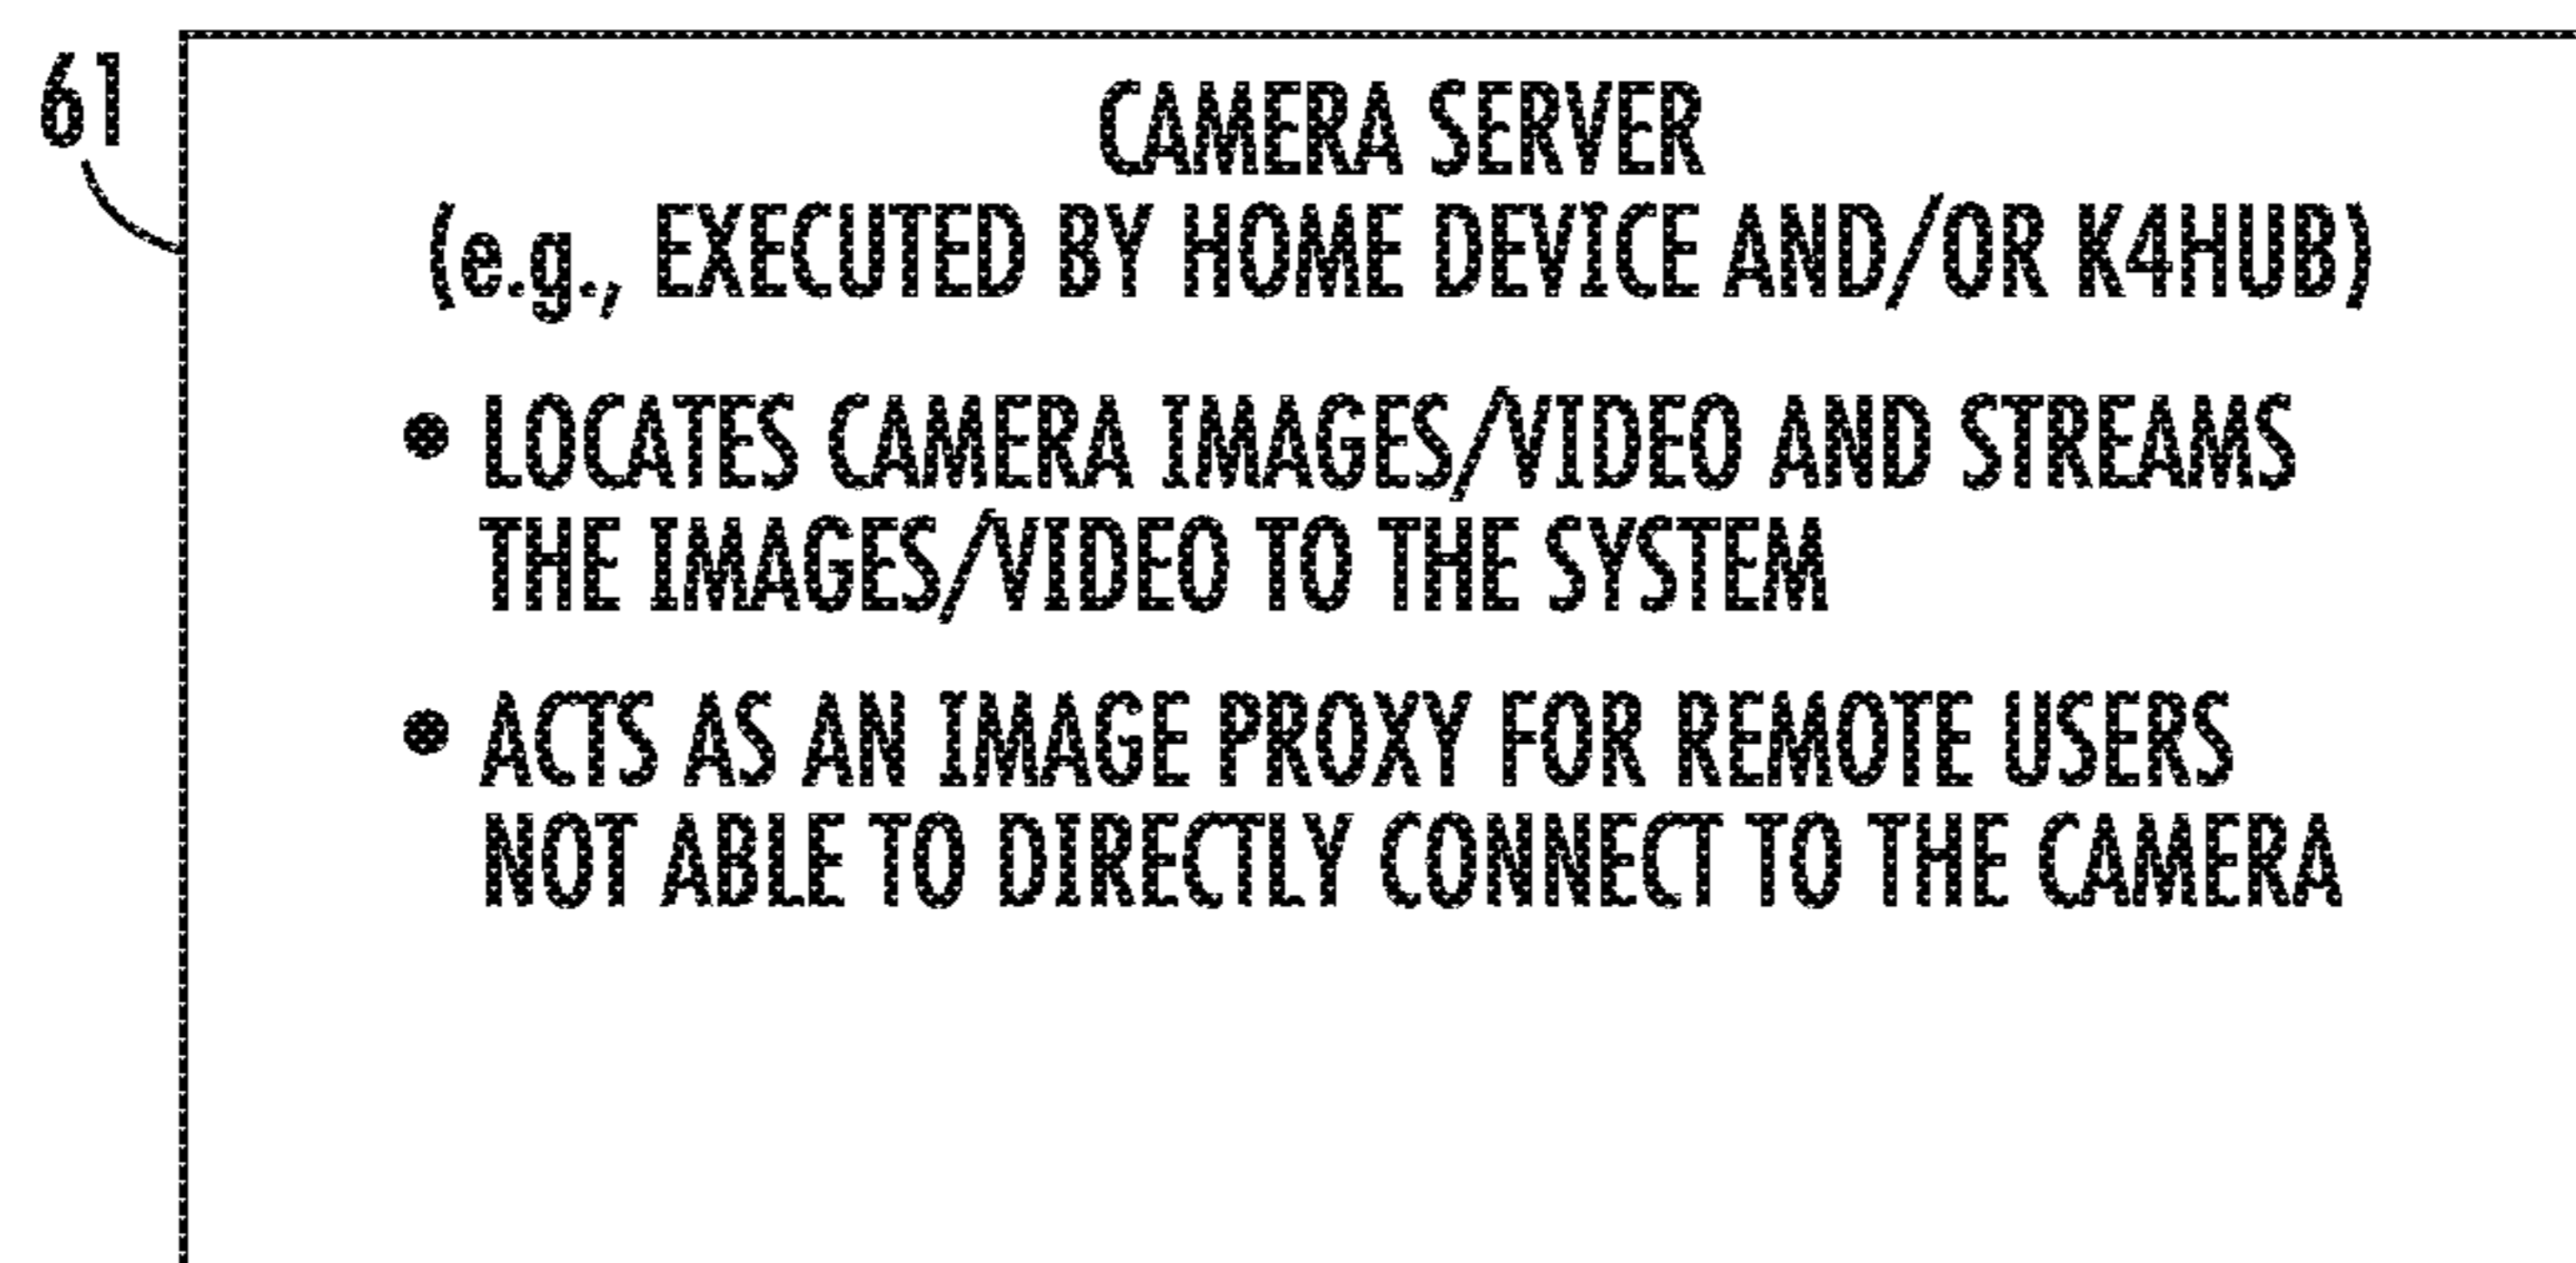 61
CAMERA SERVER
(e.g., EXECUTED BY HOME DEVICE AND/OR K4HUB)
• LOCATES CAMERA IMAGES/VIDEO AND STREAMS
THE IMAGES/VIDEO TO THE SYSTEM
• ACTS AS AN IMAGE PROXY FOR REMOTE USERS
NOT ABLE TO DIRECTLY CONNECT TO THE CAMERA